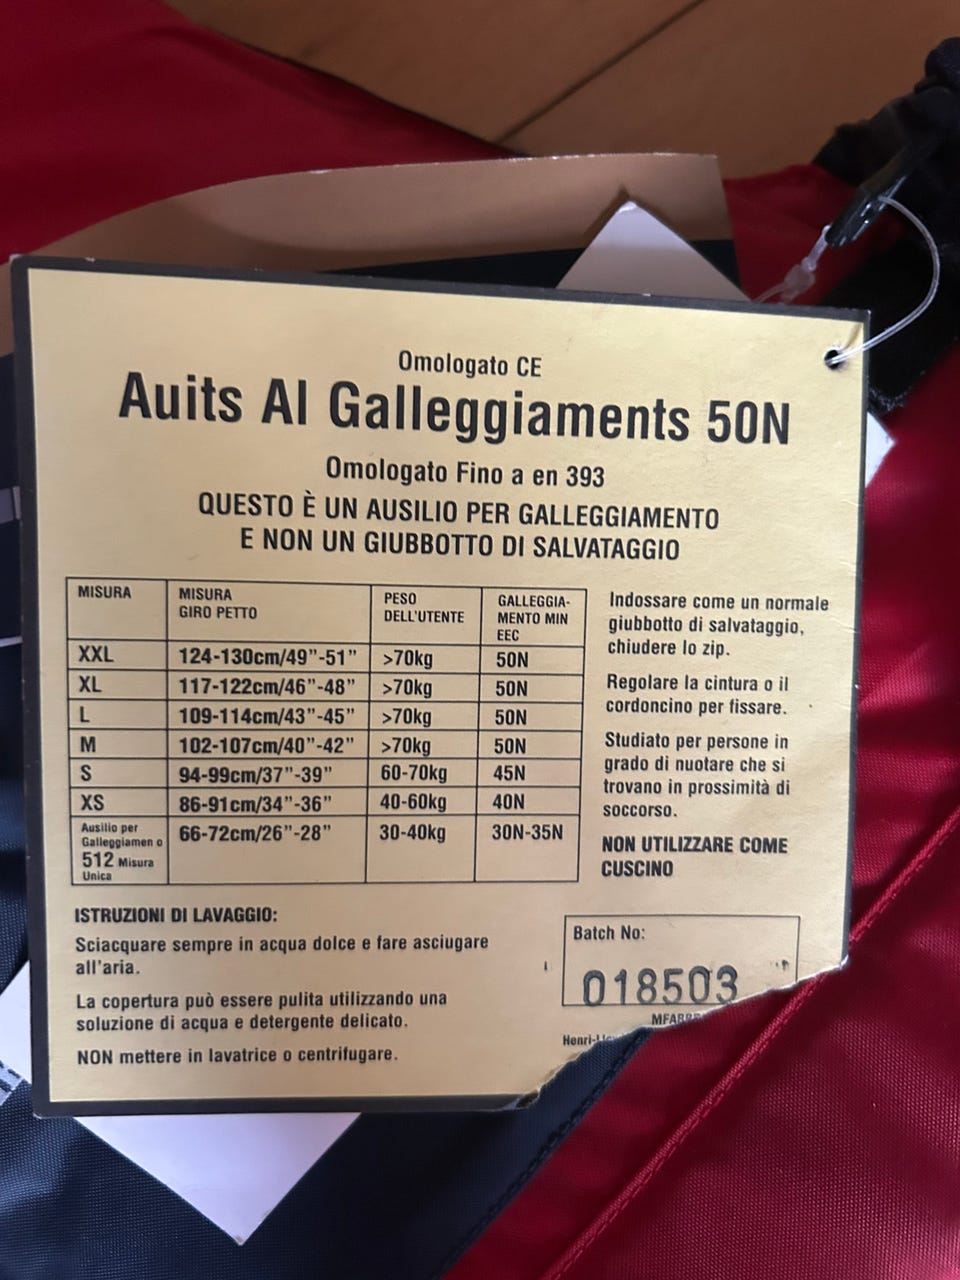 Omologato CE
Auits Al Galleggiaments 50N
Omologato Fino a en 393
QUESTO È UN AUSILIO PER GALLEGGIAMENTO
E NON UN GIUBBOTTO DI SALVATAGGIO
MISURA MISURA GIRO PETTO PESO DELL'UTENTE GALLEGGIA-MENTO MIN EEC
XXL 124-130cm/49”-51” >70kg 50N
XL 117-122cm/46”-48” >70kg 50N
L 109-114cm/43”-45” >70kg 50N
M 102-107cm/40”-42” >70kg 50N
S 94-99cm/37”-39” 60-70kg 45N
XS 86-91cm/34”-36” 40-60kg 40N
Ausilio per Galleggiamen o 512 Misura Unica 66-72cm/26”-28” 30-40kg 30N-35N
Indossare come un normale
giubbotto di salvataggio,
chiudere lo zip.
Regolare la cintura o il
cordoncino per fissare.
Studiato per persone in
grado di nuotare che si
trovano in prossimità di
soccorso.
NON UTILIZZARE COME
CUSCINO
ISTRUZIONI DI LAVAGGIO:
Sciacquare sempre in acqua dolce e fare asciugare
all'aria.
La copertura può essere pulita utilizzando una
soluzione di acqua e detergente delicato.
NON mettere in lavatrice o centrifugare.
Batch No:
018503
Henri-